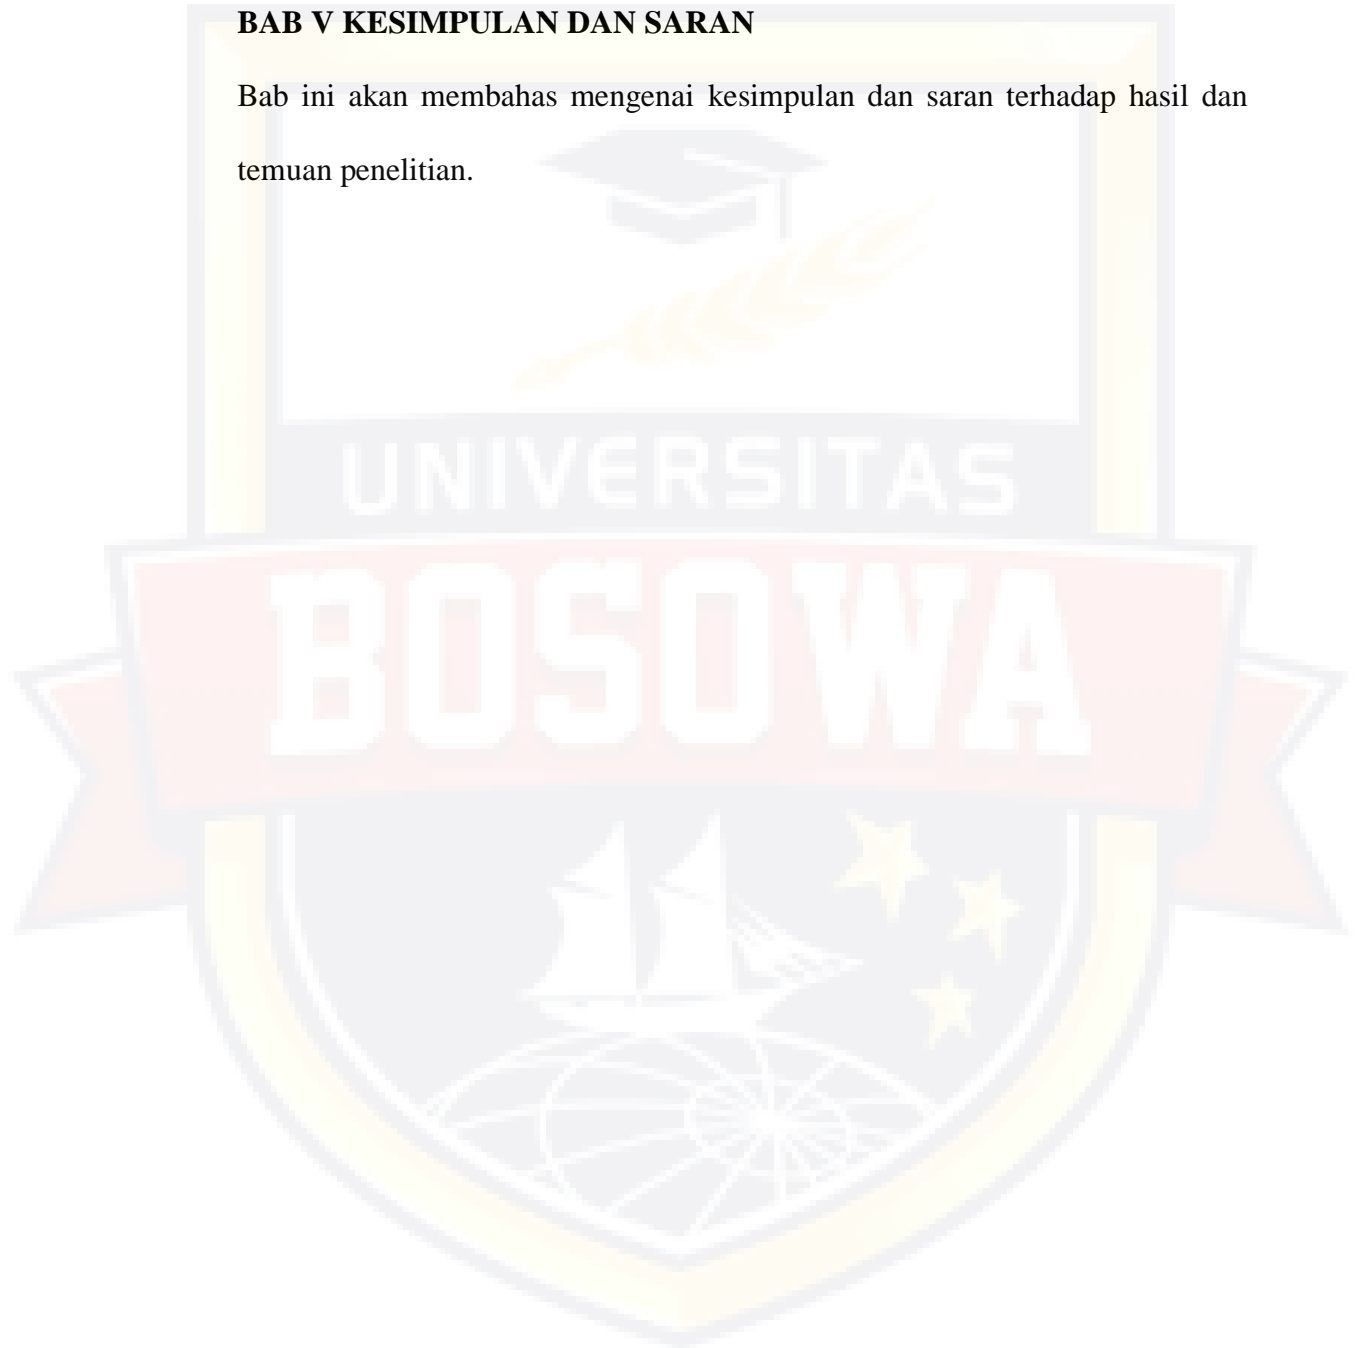 BAB V KESIMPULAN DAN SARAN
Bab ini akan membahas mengenai kesimpulan dan saran terhadap hasil dan
temuan penelitian.
UNIVERSITAS
BOSOWA